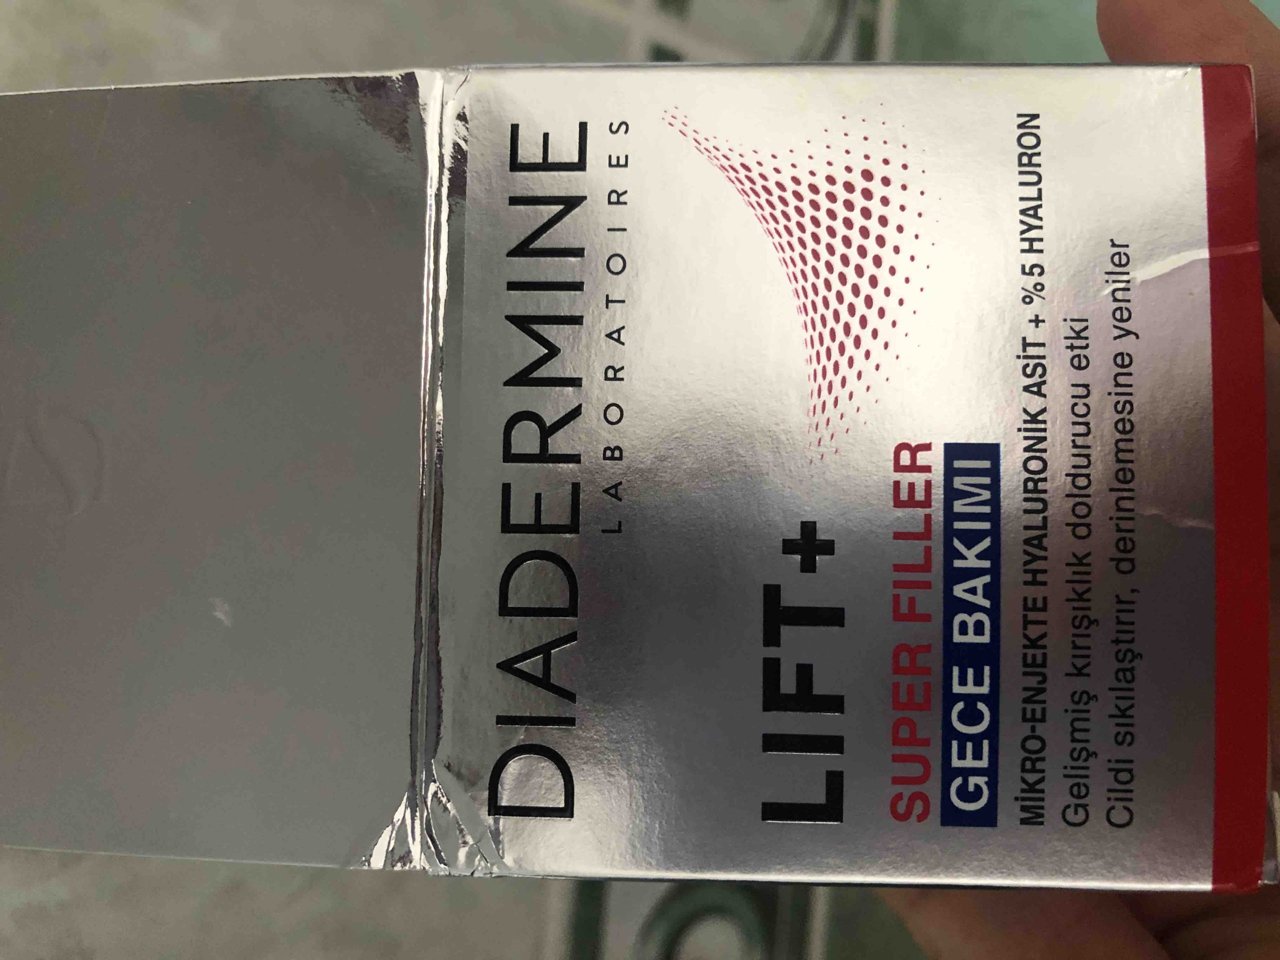 DIADERMINE
LABORATOIRES
LIFT+
SUPER FILLER
GECE BAKIMI
MİKRO-ENJEKTE HYALURONİK ASİT + %5 HYALURON
Gelişmiş kırışıklık doldurucu etki
Cildi sıkılaştırır, derinlemesine yeniler